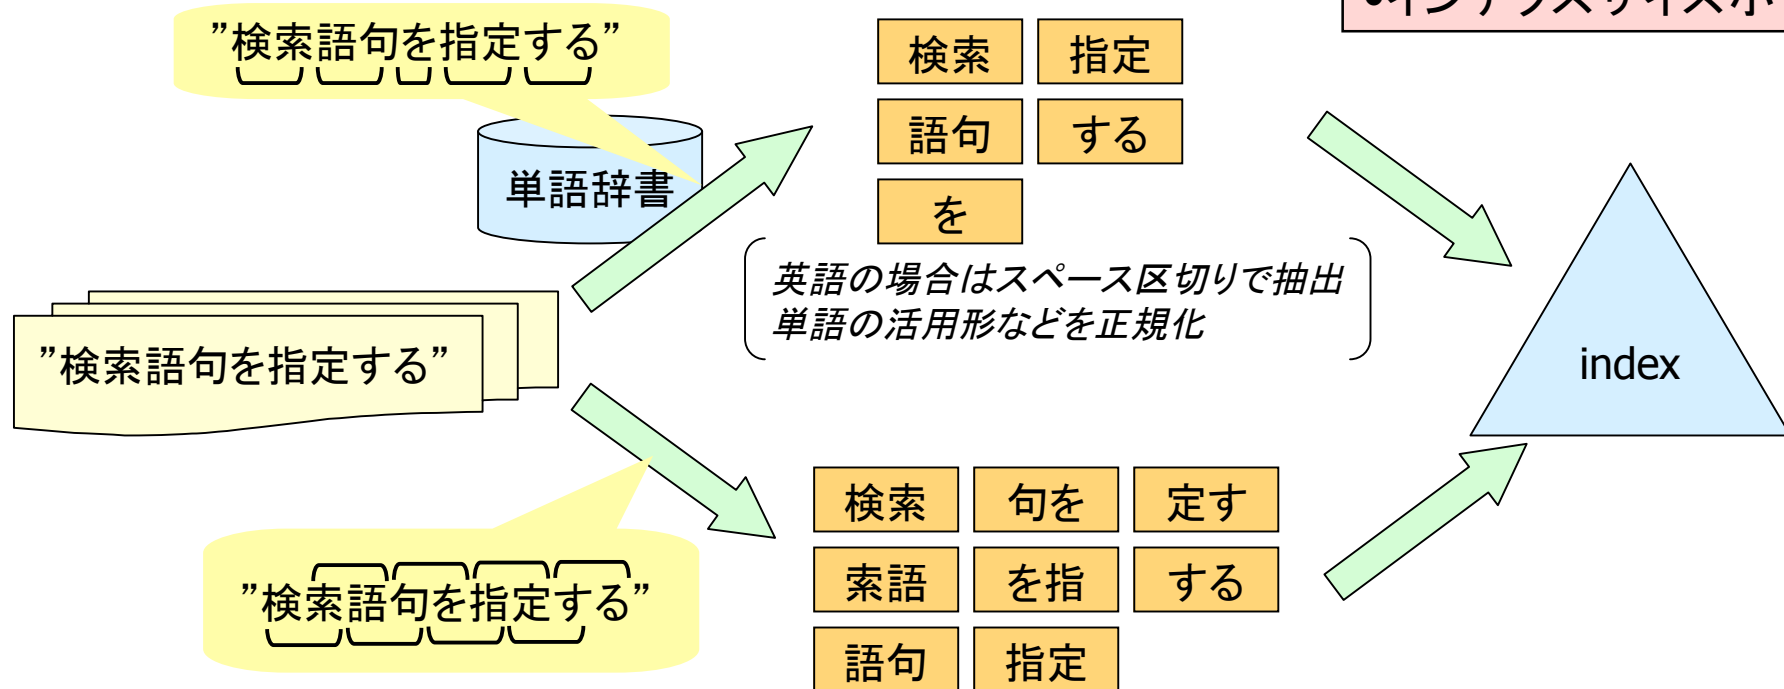 ”検索語句を指定する”
検索
指定
語句
する
を
単語辞書
英語の場合はスペース区切りで抽出
単語の活用形などを正規化
”検索語句を指定する”
index
”検索語句を指定する”
検索
句を
定す
索語
を指
する
語句
指定